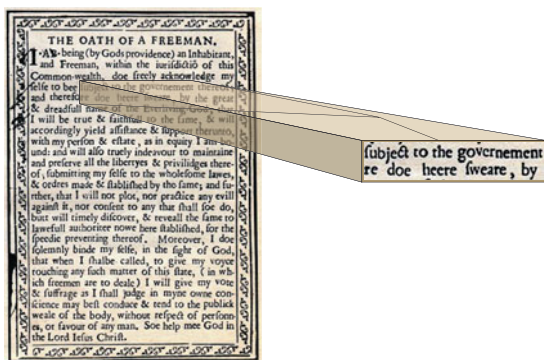 THE OATH OF A FREEMAN.
I·AB· being (by Gods providence) an Inhabitant,
and Freeman, within the iurisdictiō of this
Common-wealth, doe freely acknowledge my
ſelfe to bee ſubject to the governement thereof;
and therefore doe heere ſweare, by the great
& dreadfull name of the Everliving God, that
I will be true & faithfull to the ſame, & will
accordingly yield aſſiſtance & ſupport therunto,
with my perſon & eſtate, as in equity I am bo-
und: and will alſo truely indeavour to maintaine
and preſerve all the libertyes & privilidges there-
of, ſubmitting my ſelfe to the wholeſome lawes,
& ordres made & ſtabliſhed by the ſame; and fu-
rther, that I will not plot, nor practice any evill
againſt it, nor conſent to any that ſhall ſoe do,
butt will timely diſcover, & reveall the ſame to
lawefull authoritee nowe here ſtabliſhed, for the
ſpeedie preventing thereof. Moreover, I doe
ſolemnly binde my ſelfe, in the ſight of God,
that when I ſhalbe called, to give my voyce
touching any ſuch matter of this ſtate, (in wh-
ich freemen are to deale) I will give my vote
& ſuffrage as I ſhall judge in myne owne con-
ſcience may beſt conduce & tend to the publick
weale of the body, without reſpect of perſonn-
es, or favour of any man. Soe help mee God in
the Lord Ieſus Chriſt.
ſubject to the governement
re doe heere ſweare, by